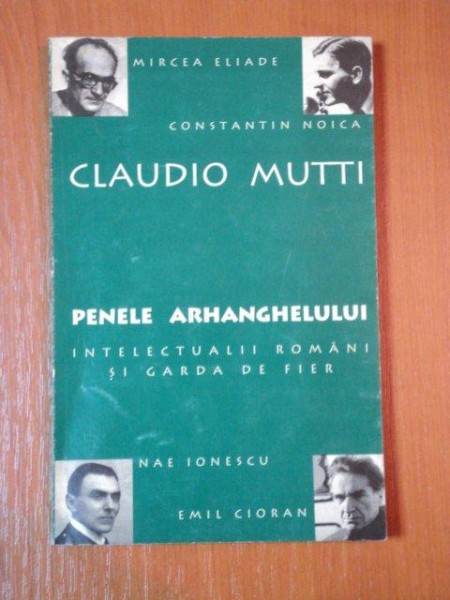 MIRCEA ELIADE
CONSTANTIN NOICA
CLAUDIO MUTTI
PENELE ARHANGHELULUI
INTELECTUALII ROMÂNI
ȘI GARDA DE FIER
NAE IONESCU
EMIL CIORAN